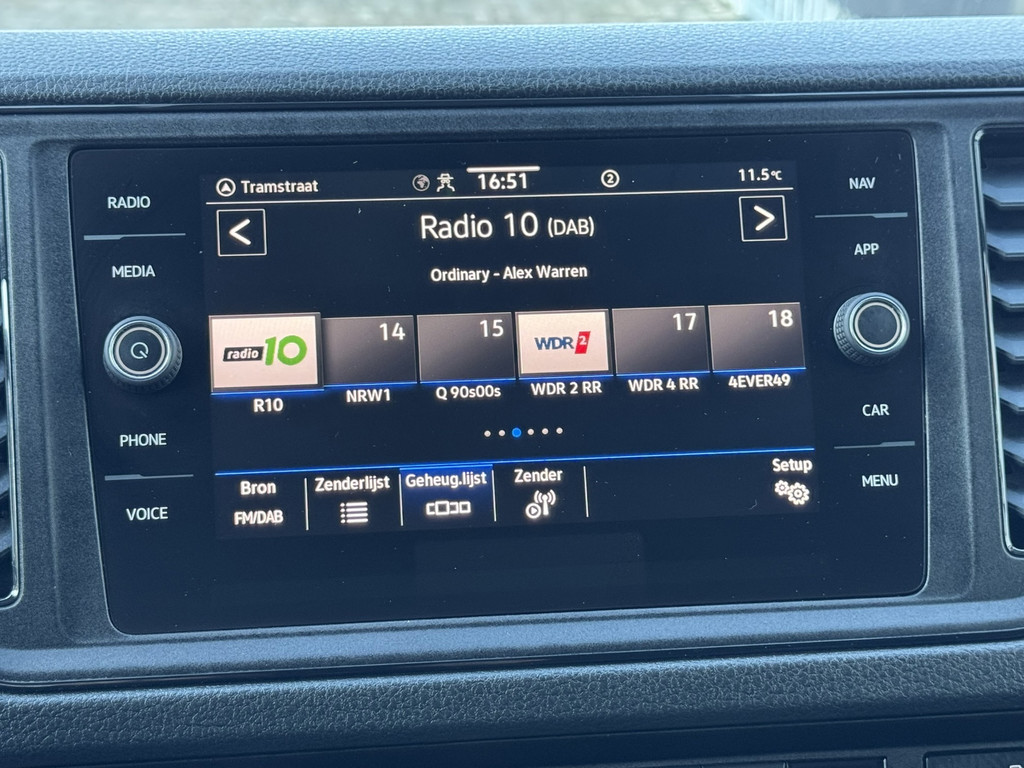 RADIO
MEDIA
PHONE
VOICE
Tramstraat
16:51
2
11.5°C
<
Radio 10 (DAB)
>
Ordinary - Alex Warren
radio 10
14
15
WDR 2
17
18
R10
NRW1
Q 90s00s
WDR 2 RR
WDR 4 RR
4EVER49
Bron
FM/DAB
Zenderlijst
Geheug.lijst
Zender
Setup
NAV
APP
CAR
MENU